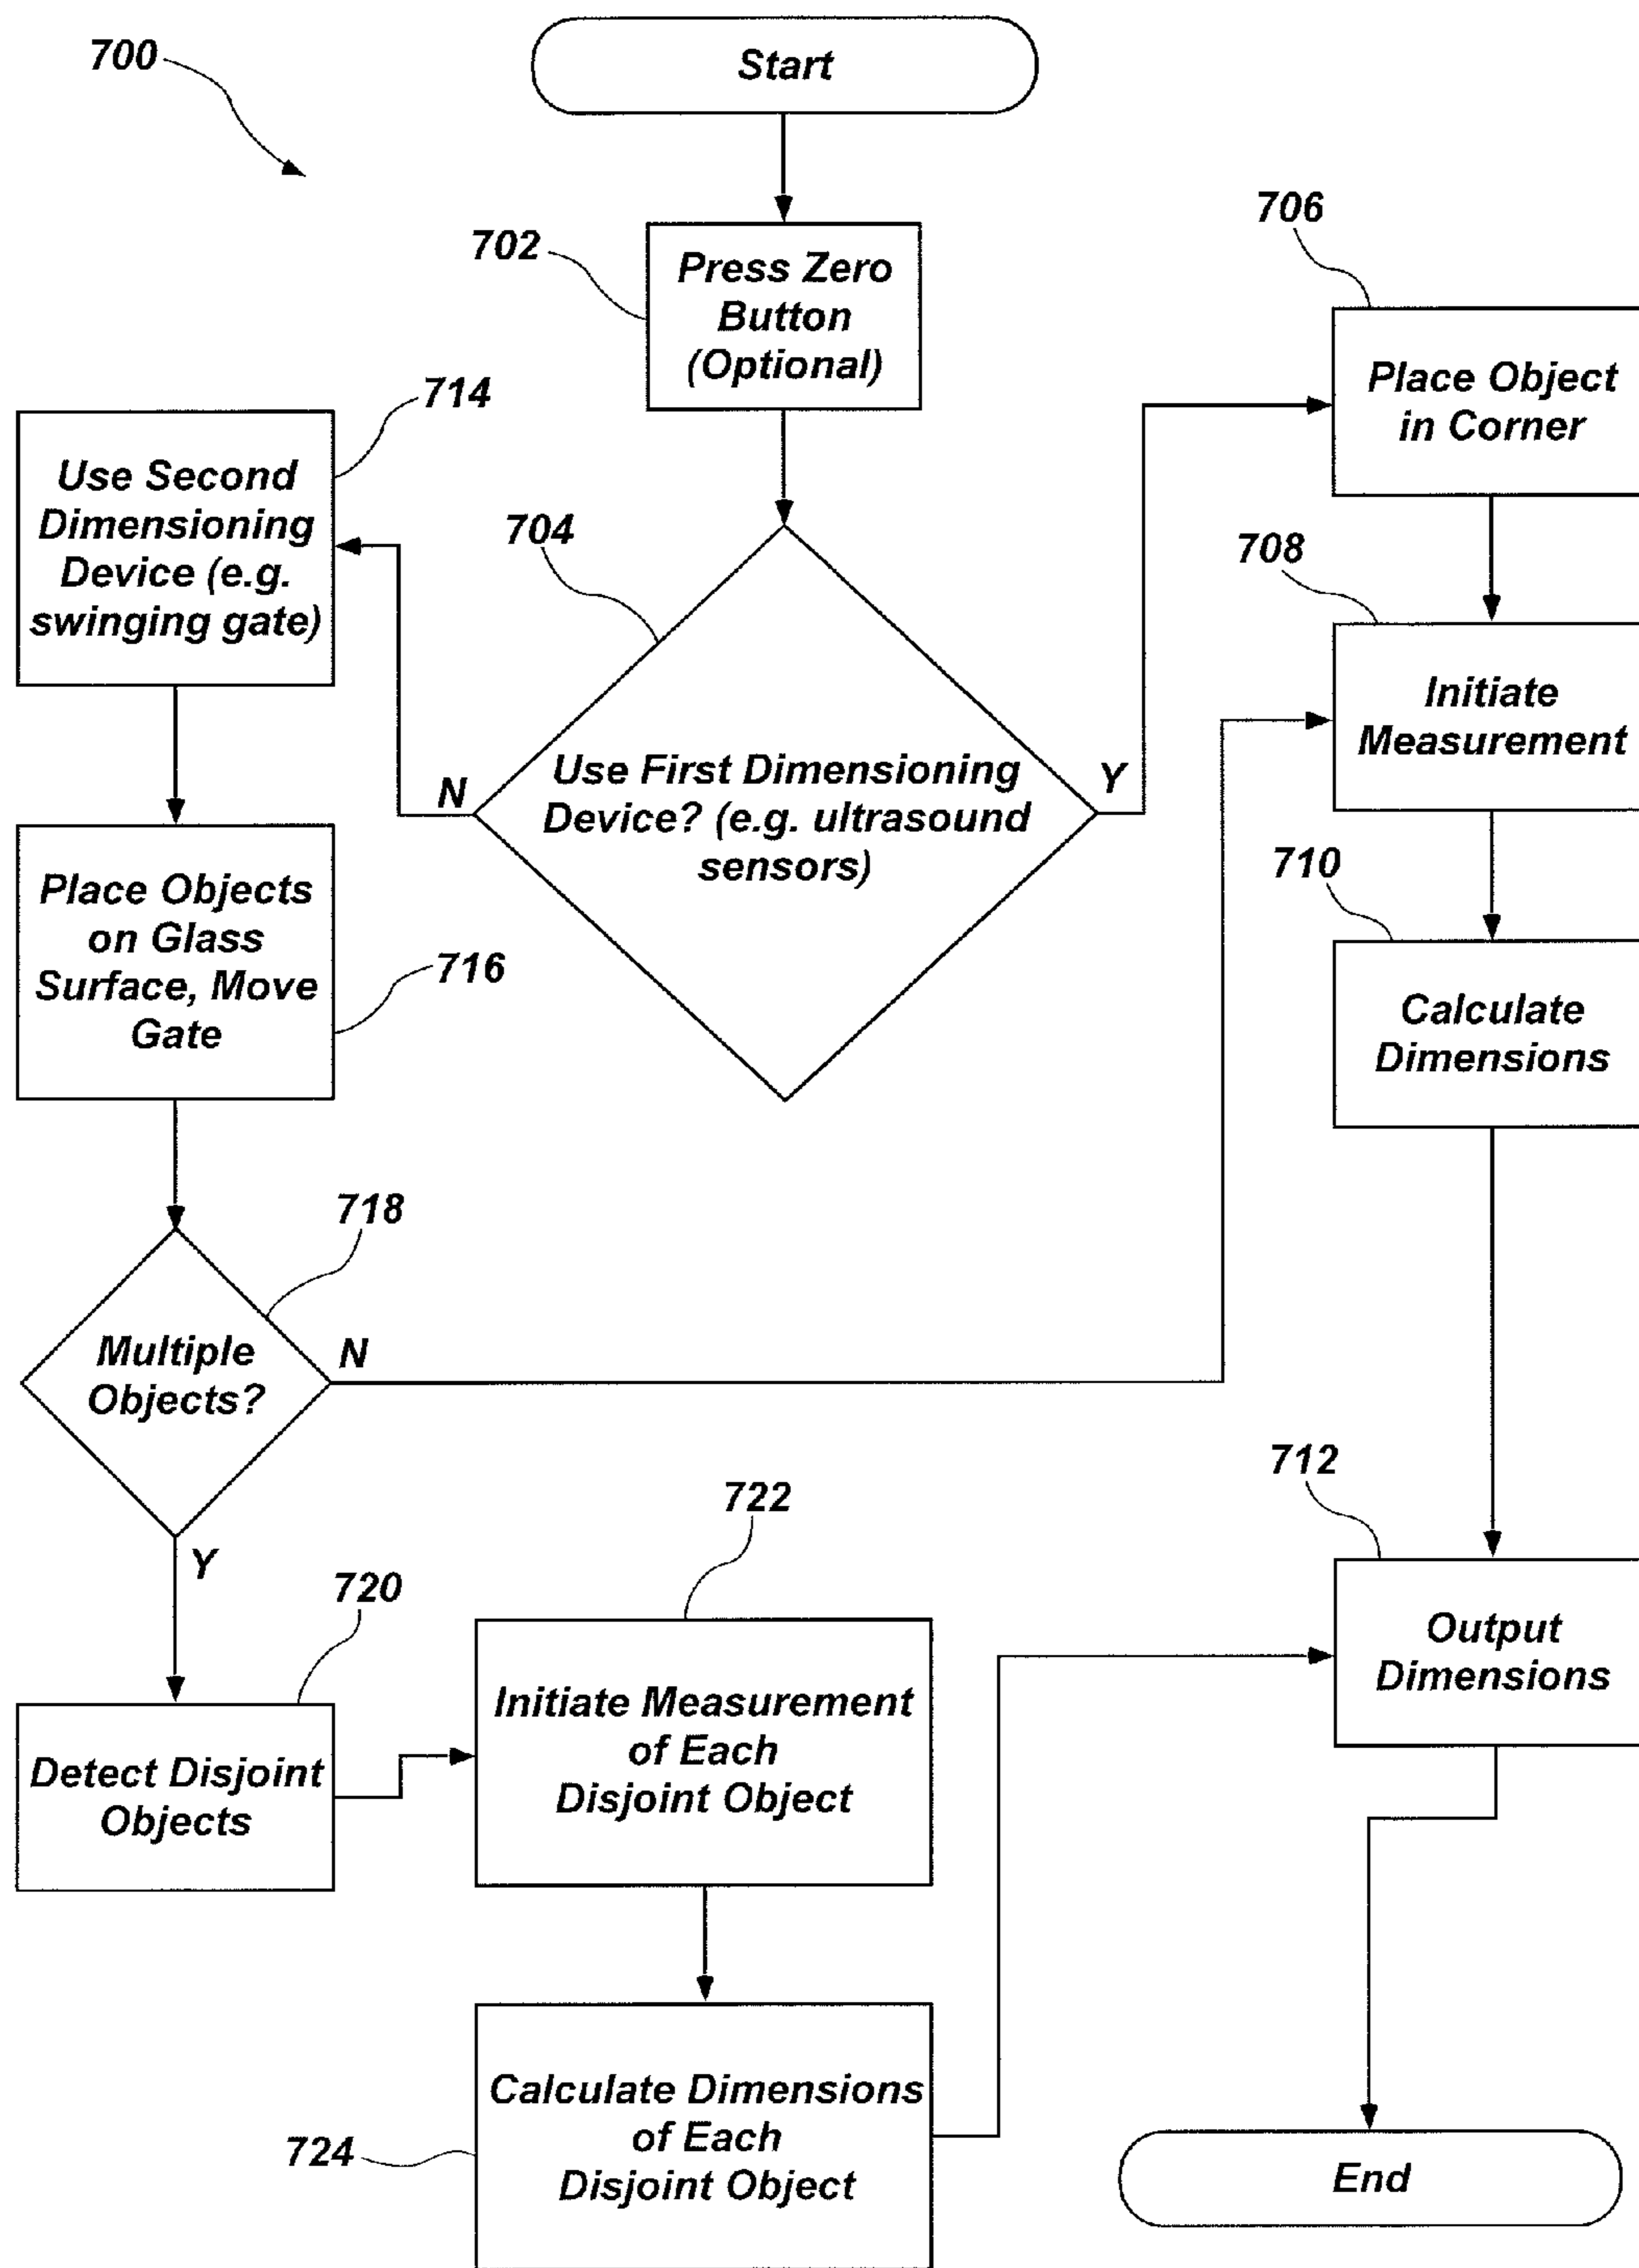 700
Start
702
Press Zero
Button
(Optional)
706
Place Object
in Corner
714
Use Second
Dimensioning
Device (e.g.
swinging gate)
704
Use First Dimensioning
Device? (e.g. ultrasound
sensors)
N
Y
708
Initiate
Measurement
710
Calculate
Dimensions
Place Objects
on Glass
Surface, Move
Gate
716
718
Multiple
Objects?
N
Y
712
Output
Dimensions
720
Detect Disjoint
Objects
722
Initiate Measurement
of Each
Disjoint Object
724
Calculate Dimensions
of Each
Disjoint Object
End